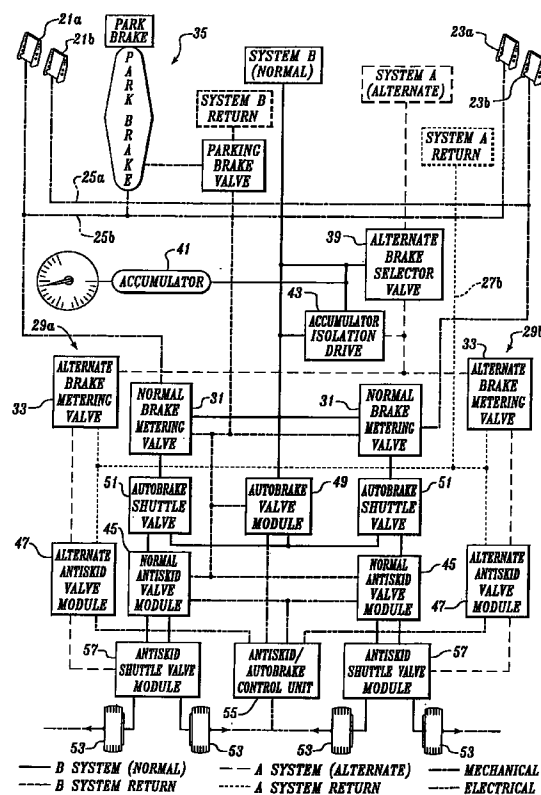 21a
21b
PARK
BRAKE
35
PARK BRAKE
SYSTEM B
(NORMAL)
SYSTEM B
RETURN
PARKING
BRAKE
VALVE
SYSTEM A
(ALTERNATE)
SYSTEM A
RETURN
23a
23b
25a
25b
39
ALTERNATE
BRAKE
SELECTOR
VALVE
27b
41
ACCUMULATOR
43
ACCUMULATOR
ISOLATION
DRIVE
29a
29b
33
ALTERNATE
BRAKE
METERING
VALVE
31
NORMAL
BRAKE
METERING
VALVE
31
NORMAL
BRAKE
METERING
VALVE
33
ALTERNATE
BRAKE
METERING
VALVE
51
AUTOBRAKE
SHUTTLE
VALVE
49
AUTOBRAKE
VALVE
MODULE
51
AUTOBRAKE
SHUTTLE
VALVE
47
ALTERNATE
ANTISKID
VALVE
MODULE
45
NORMAL
ANTISKID
VALVE
MODULE
45
NORMAL
ANTISKID
VALVE
MODULE
47
ALTERNATE
ANTISKID
VALVE
MODULE
57
ANTISKID
SHUTTLE VALVE
MODULE
55
ANTISKID/
AUTOBRAKE
CONTROL UNIT
57
ANTISKID
SHUTTLE VALVE
MODULE
53
53
53
53
B SYSTEM (NORMAL)
A SYSTEM (ALTERNATE)
MECHANICAL
B SYSTEM RETURN
A SYSTEM RETURN
ELECTRICAL